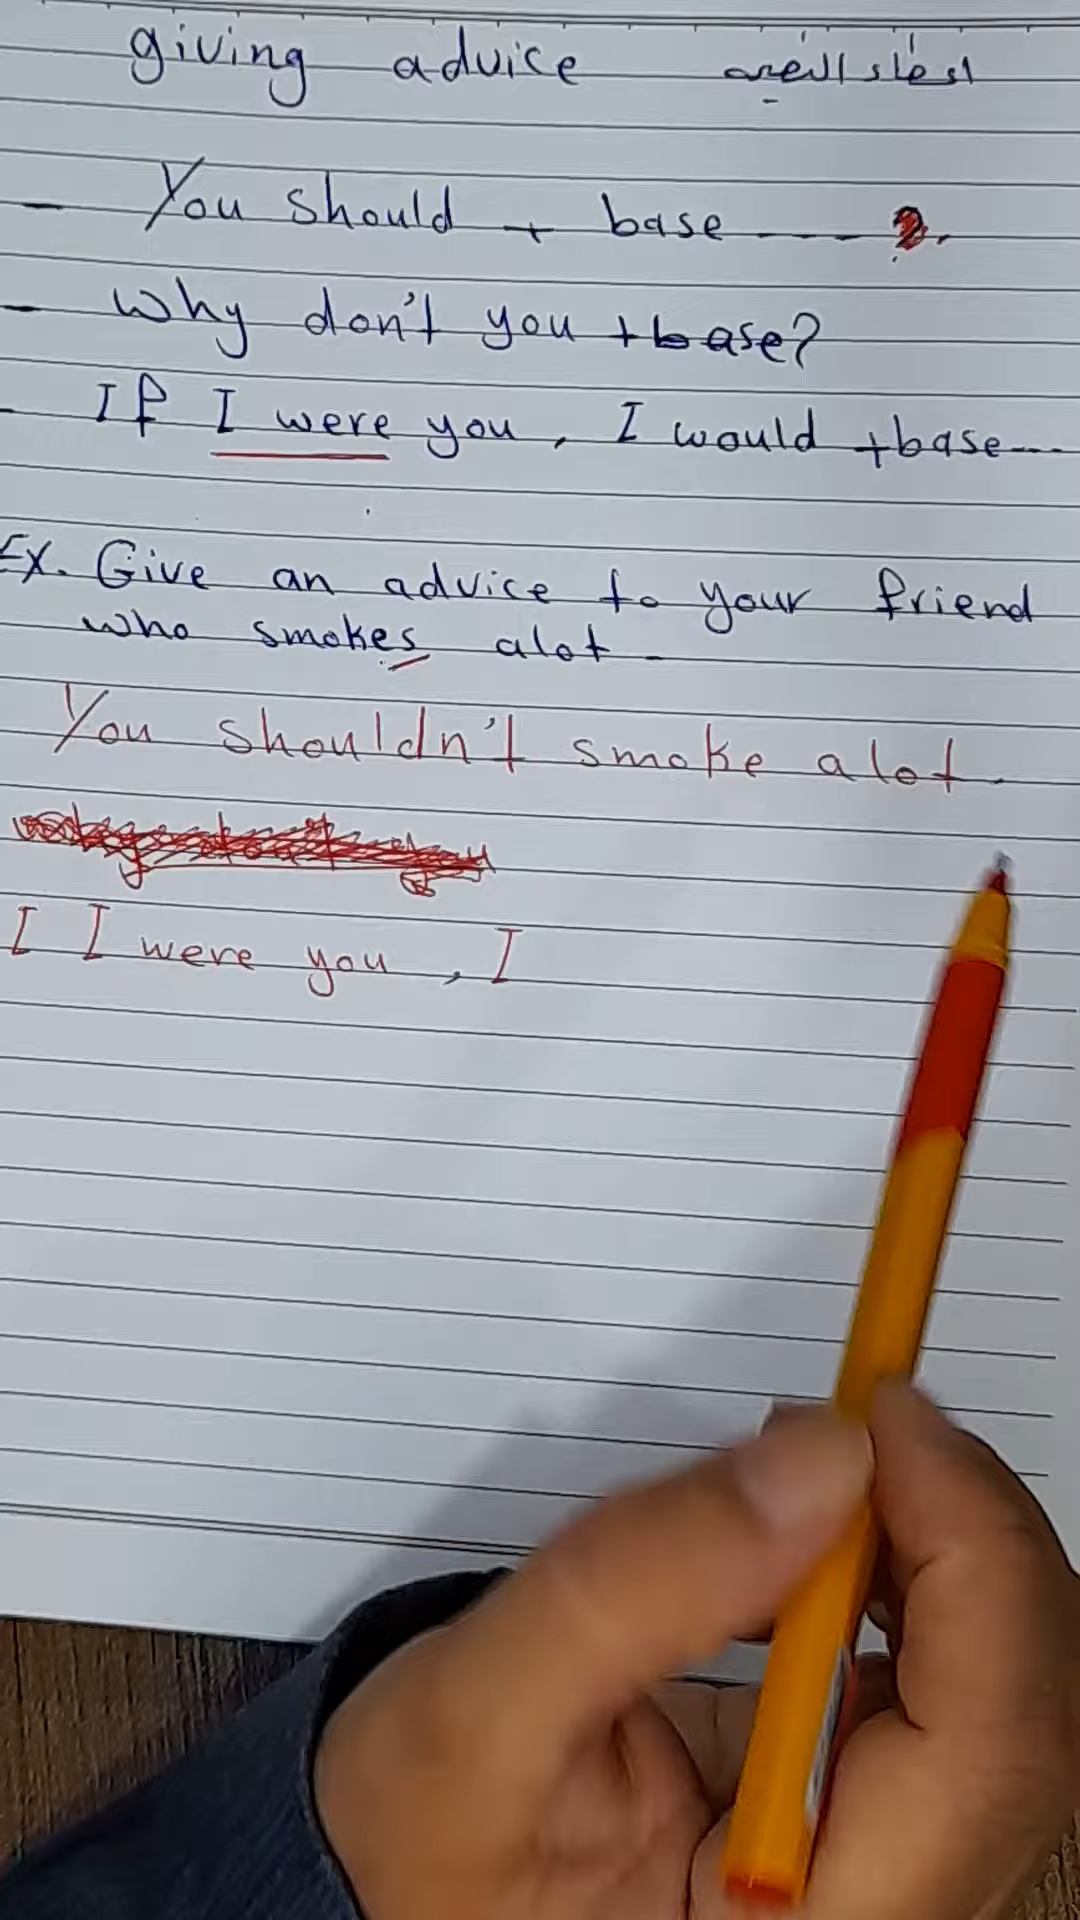 giving advice اعطاء النصيحة
- You should + base ---- .
- Why don't you + base?
- If I were you, I would + base---
Ex. Give an advice to your friend
who smokes alot.
You shouldn't smoke alot.
I I were you, I